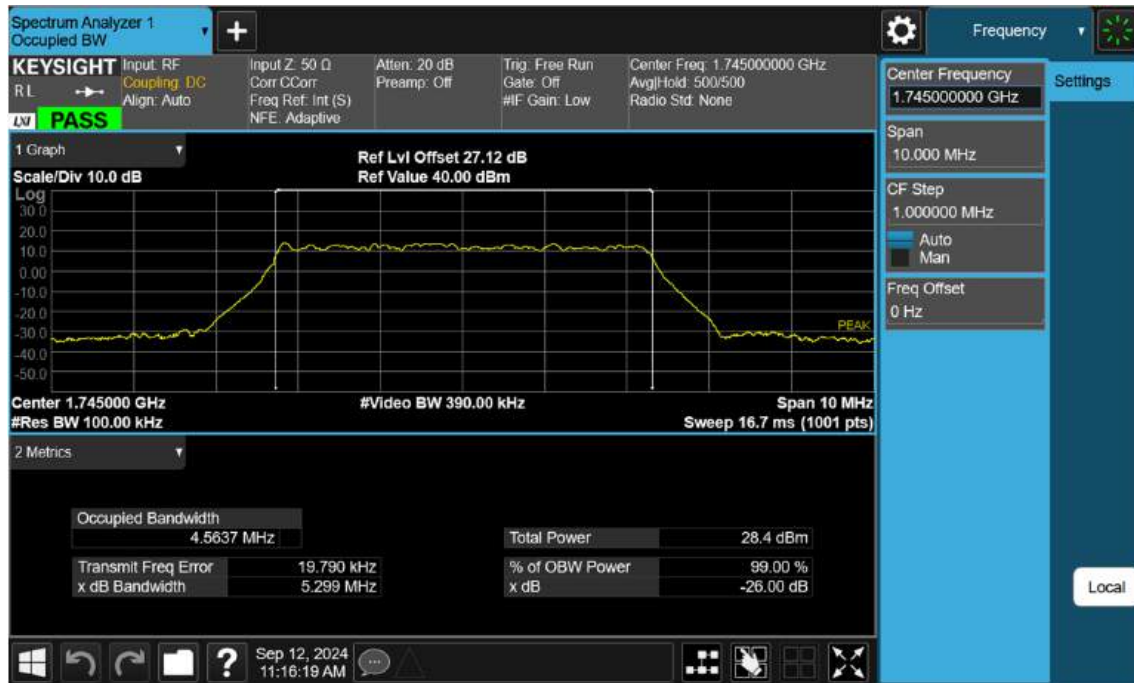 Spectrum Analyzer 1
Occupied BW
+
Frequency
KEYSIGHT
RL
LXI PASS
Input: RF
Coupling: DC
Align: Auto
Input Z: 50 Ω
Corr CCorr
Freq Ref: Int (S)
NFE: Adaptive
Atten: 20 dB
Preamp: Off
Trig: Free Run
Gate: Off
#IF Gain: Low
Center Freq: 1.745000000 GHz
Avg|Hold: 500/500
Radio Std: None
1 Graph
Scale/Div 10.0 dB
Ref Lvl Offset 27.12 dB
Ref Value 40.00 dBm
Log
30.0
20.0
10.0
0.00
-10.0
-20.0
-30.0
-40.0
-50.0
PEAK
Center 1.745000 GHz
#Res BW 100.00 kHz
#Video BW 390.00 kHz
Span 10 MHz
Sweep 16.7 ms (1001 pts)
2 Metrics
Occupied Bandwidth
4.5637 MHz
Transmit Freq Error 19.790 kHz
x dB Bandwidth 5.299 MHz
Total Power 28.4 dBm
% of OBW Power 99.00 %
x dB -26.00 dB
Center Frequency
1.745000000 GHz
Span
10.000 MHz
CF Step
1.000000 MHz
Auto
Man
Freq Offset
0 Hz
Settings
Local
?
Sep 12, 2024
11:16:19 AM